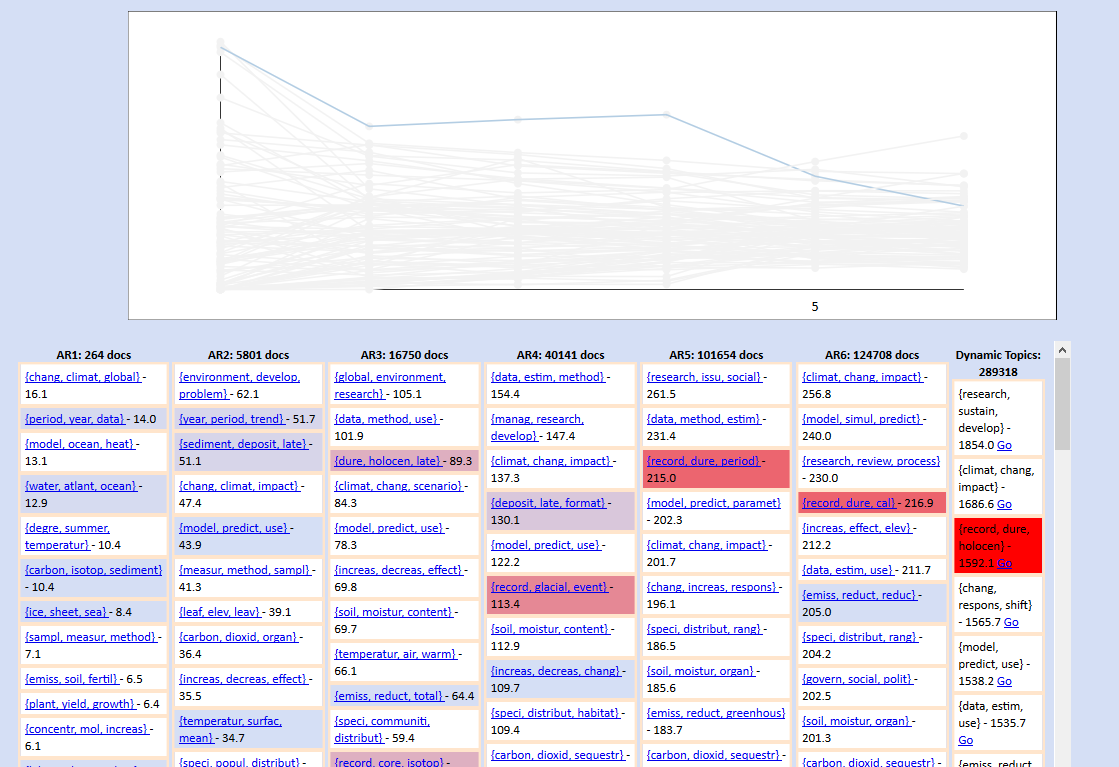 5
AR1: 264 docs
{chang, climat, global} -
16.1
{period, year, data} - 14.0
{model, ocean, heat} -
13.1
{water, atlant, ocean} -
12.9
{degre, summer,
temperatur} - 10.4
{carbon, isotop, sediment}
- 10.4
{ice, sheet, sea} - 8.4
{sampl, measur, method} -
7.1
{emiss, soil, fertil} - 6.5
{plant, yield, growth} - 6.4
{concentr, mol, increas} -
6.1
AR2: 5801 docs
{environment, develop,
problem} - 62.1
{year, period, trend} - 51.7
{sediment, deposit, late} -
51.1
{chang, climat, impact} -
47.4
{model, predict, use} -
43.9
{measur, method, sampl} -
41.3
{leaf, elev, leav} - 39.1
{carbon, dioxid, organ} -
36.4
{increas, decreas, effect} -
35.5
{temperatur, surfac,
mean} - 34.7
{speci, popul, distribut} -
AR3: 16750 docs
{global, environment,
research} - 105.1
{data, method, use} -
101.9
{dure, holocen, late} - 89.3
{climat, chang, scenario} -
84.3
{model, predict, use} -
78.3
{increas, decreas, effect} -
69.8
{soil, moistur, content} -
69.7
{temperatur, air, warm} -
66.1
{emiss, reduct, total} - 64.4
{speci, communiti,
distribut} - 59.4
{record, core, isotop} -
AR4: 40141 docs
{data, estim, method} -
154.4
{manag, research,
develop} - 147.4
{climat, chang, impact} -
137.3
{deposit, late, format} -
130.1
{model, predict, use} -
122.2
{record, glacial, event} -
113.4
{soil, moistur, content} -
112.9
{increas, decreas, chang} -
109.7
{speci, distribut, habitat} -
109.4
{carbon, dioxid, sequestr} -
AR5: 101654 docs
{research, issu, social} -
261.5
{data, method, estim} -
231.4
{record, dure, period} -
215.0
{model, predict, paramet}
- 202.3
{climat, chang, impact} -
201.7
{chang, increas, respons} -
196.1
{speci, distribut, rang} -
186.5
{soil, moistur, organ} -
185.6
{emiss, reduct, greenhous}
- 183.7
{carbon, dioxid, sequestr} -
AR6: 124708 docs
{climat, chang, impact} -
256.8
{model, simul, predict} -
240.0
{research, review, process}
- 230.0
{record, dure, cal} - 216.9
{increas, effect, elev} -
212.2
{data, estim, use} - 211.7
{emiss, reduct, reduc} -
205.0
{speci, distribut, rang} -
204.2
{govern, social, polit} -
202.5
{soil, moistur, organ} -
201.3
{carbon, dioxid, sequestr} -
Dynamic Topics:
289318
{research,
sustain,
develop} -
1854.0 Go
{climat, chang,
impact} -
1686.6 Go
{record, dure,
holocen} -
1592.1 Go
{chang,
respons, shift}
- 1565.7 Go
{model,
predict, use} -
1538.2 Go
{data, estim,
use} - 1535.7
Go
{emiss, reduct,